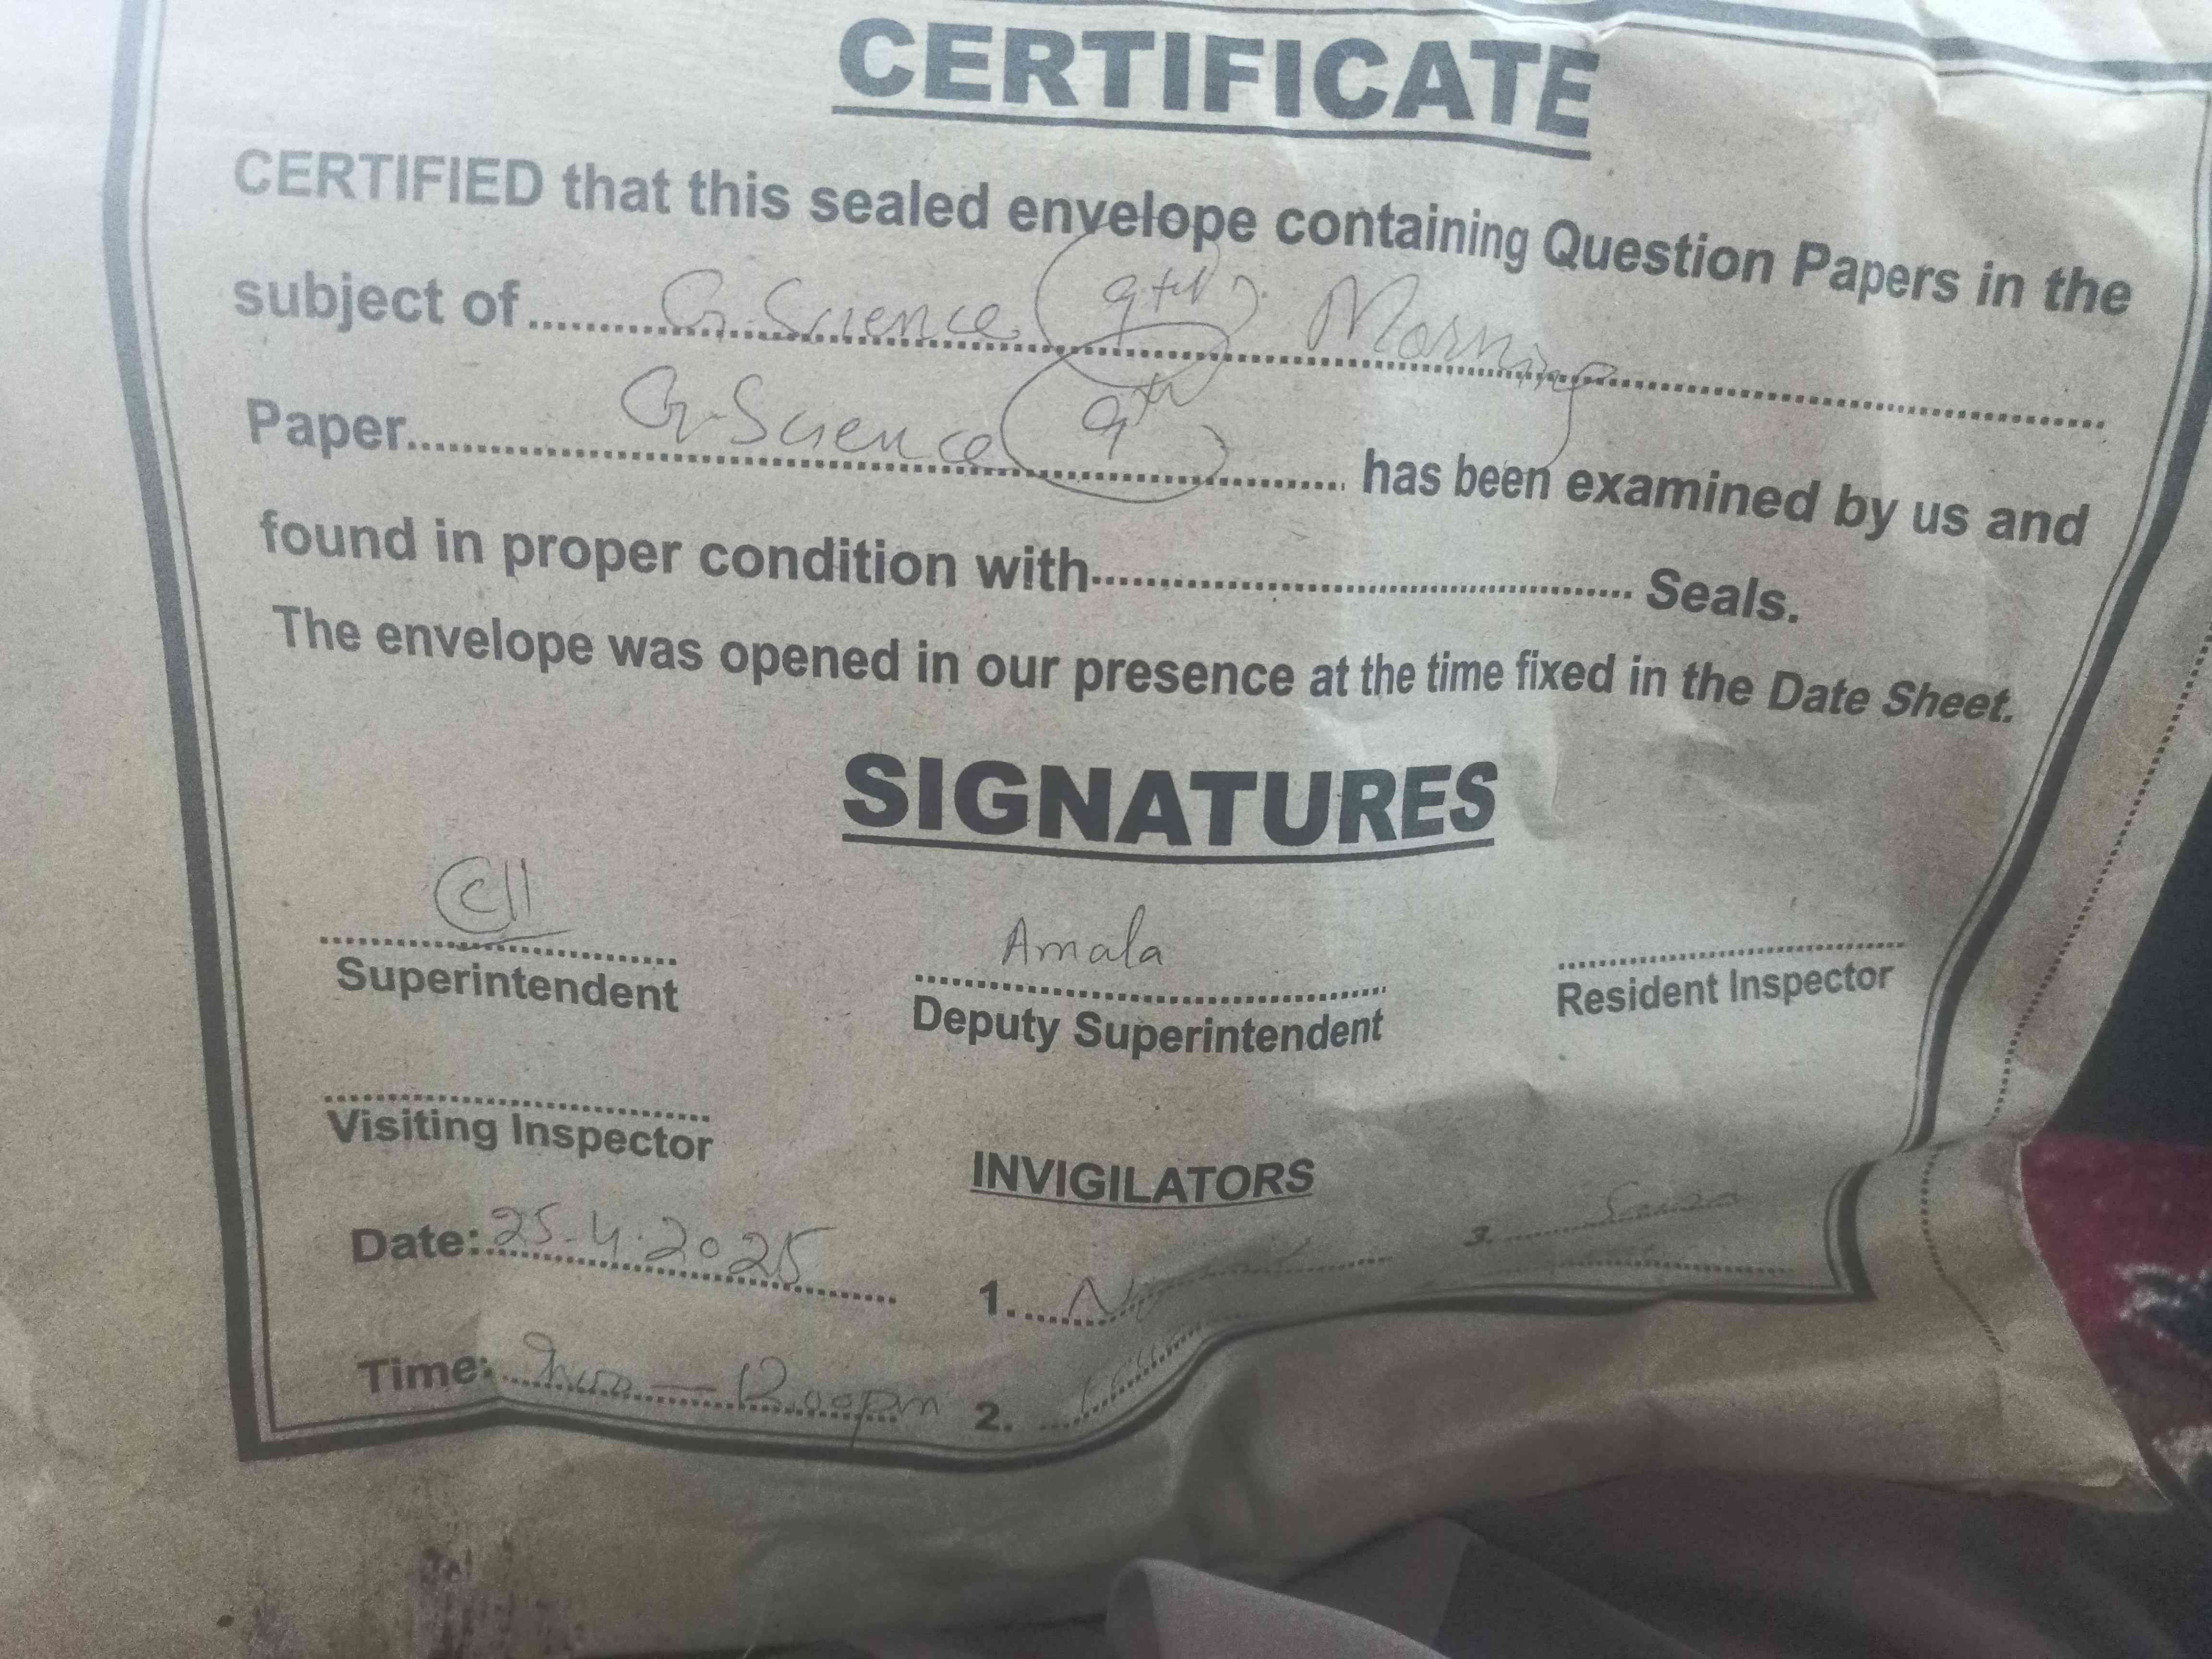 CERTIFICATE
CERTIFIED that this sealed envelope containing Question Papers in the
subject of G. Science (9th) Morning
Paper G. Science (9th) has been examined by us and
found in proper condition with Seals.
The envelope was opened in our presence at the time fixed in the Date Sheet.
SIGNATURES
Amala
Superintendent Deputy Superintendent Resident Inspector
Visiting Inspector
INVIGILATORS
Date: 25-4-2025 1. 3.
Time: 12.00pm 2.